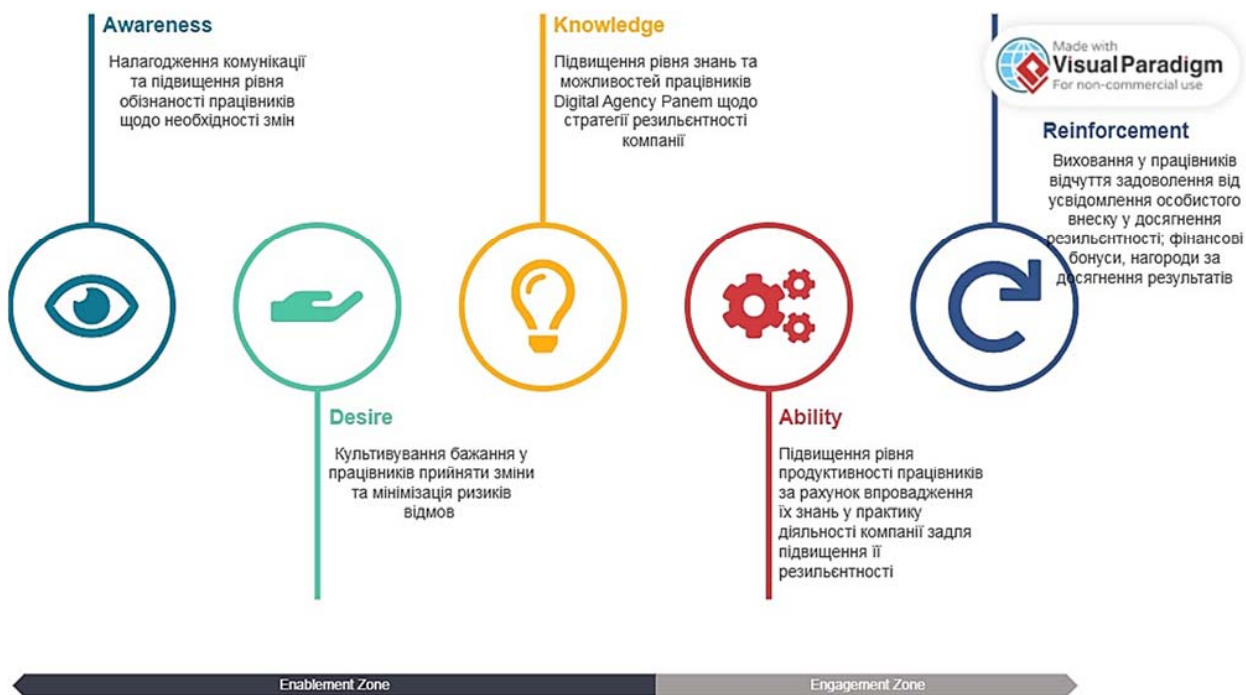 Awareness
Налагодження комунікації
та підвищення рівня
обізнаності працівників
щодо необхідності змін
Knowledge
Підвищення рівня знань та
можливостей працівників
Digital Agency Panem щодо
стратегії резильєнтності
компанії
Made with
Visual Paradigm
For non-commercial use
Reinforcement
Виховання у працівників
відчуття задоволення від
усвідомлення особистого
внеску у досягнення
резильєнтності; фінансові
бонуси, нагороди за
досягнення результатів
Desire
Культивування бажання у
працівників прийняти зміни
та мінімізація ризиків
відмов
Ability
Підвищення рівня
продуктивності працівників
за рахунок впровадження
їх знань у практику
діяльності компанії задля
підвищення її
резильєнтності
Enablement Zone
Engagement Zone